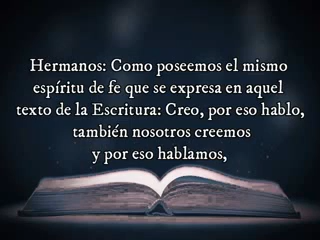 Hermanos: Como poseemos el mismo
espíritu de fe que se expresa en aquel
texto de la Escritura: Creo, por eso hablo,
también nosotros creemos
y por eso hablamos,